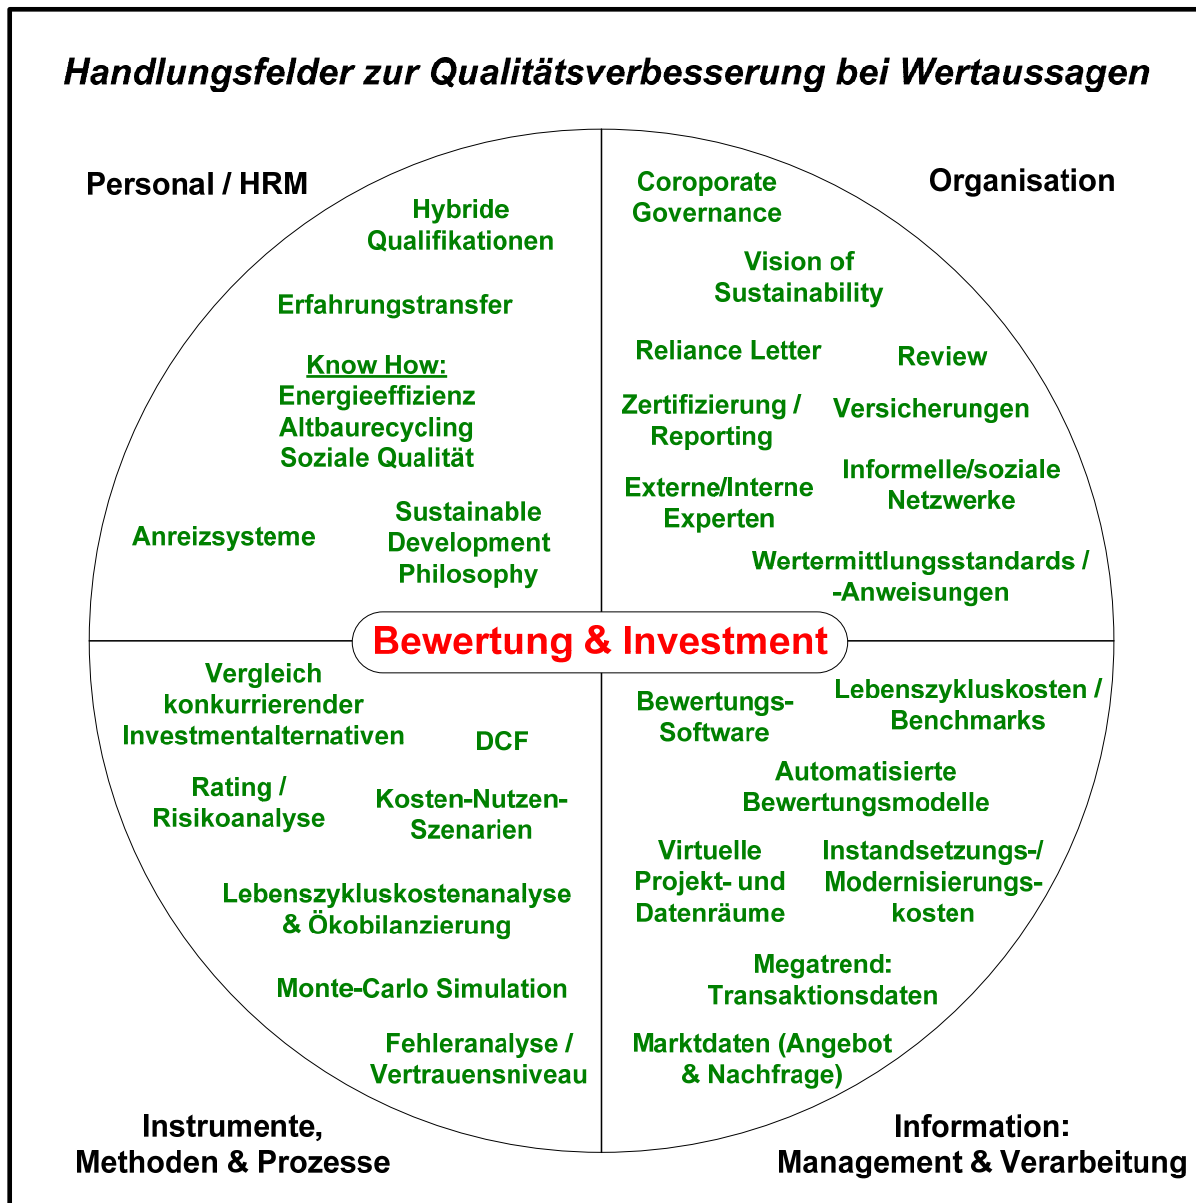 Handlungsfelder zur Qualitätsverbesserung bei Wertaussagen
Personal / HRM
Hybride
Qualifikationen
Erfahrungstransfer
Know How:
Energieeffizienz
Altbaurecycling
Soziale Qualität
Anreizsysteme
Sustainable
Development
Philosophy
Organisation
Coroporate
Governance
Vision of
Sustainability
Reliance Letter
Review
Zertifizierung /
Reporting
Versicherungen
Externe/Interne
Experten
Informelle/soziale
Netzwerke
Wertermittlungsstandards /
-Anweisungen
Bewertung & Investment
Vergleich
konkurrierender
Investmentalternativen
DCF
Rating /
Risikoanalyse
Kosten-Nutzen-
Szenarien
Lebenszykluskostenanalyse
& Ökobilanzierung
Monte-Carlo Simulation
Fehleranalyse /
Vertrauensniveau
Instrumente,
Methoden & Prozesse
Bewertungs-
Software
Lebenszykluskosten /
Benchmarks
Automatisierte
Bewertungsmodelle
Virtuelle
Projekt- und
Datenräume
Instandsetzungs-/
Modernisierungs-
kosten
Megatrend:
Transaktionsdaten
Marktdaten (Angebot
& Nachfrage)
Information:
Management & Verarbeitung